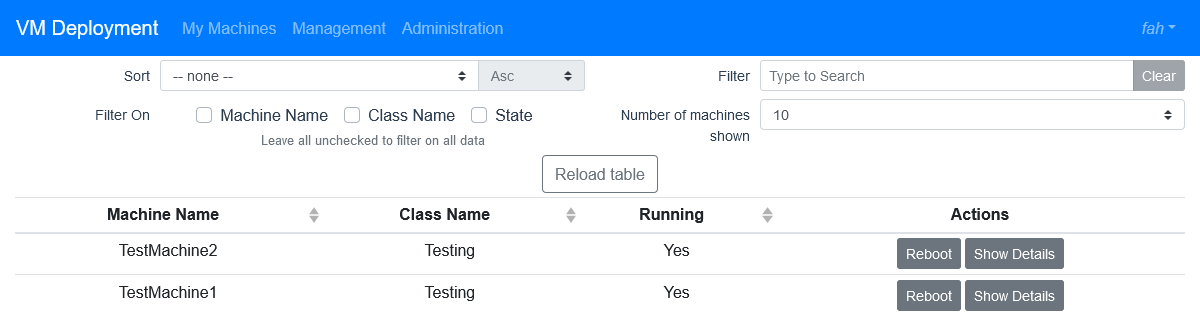 VM Deployment My Machines Management Administration fah
Sort -- none -- Asc Filter Type to Search Clear
Filter On Machine Name Class Name State Number of machines shown 10
Leave all unchecked to filter on all data
Reload table
Machine Name Class Name Running Actions
TestMachine2 Testing Yes Reboot Show Details
TestMachine1 Testing Yes Reboot Show Details